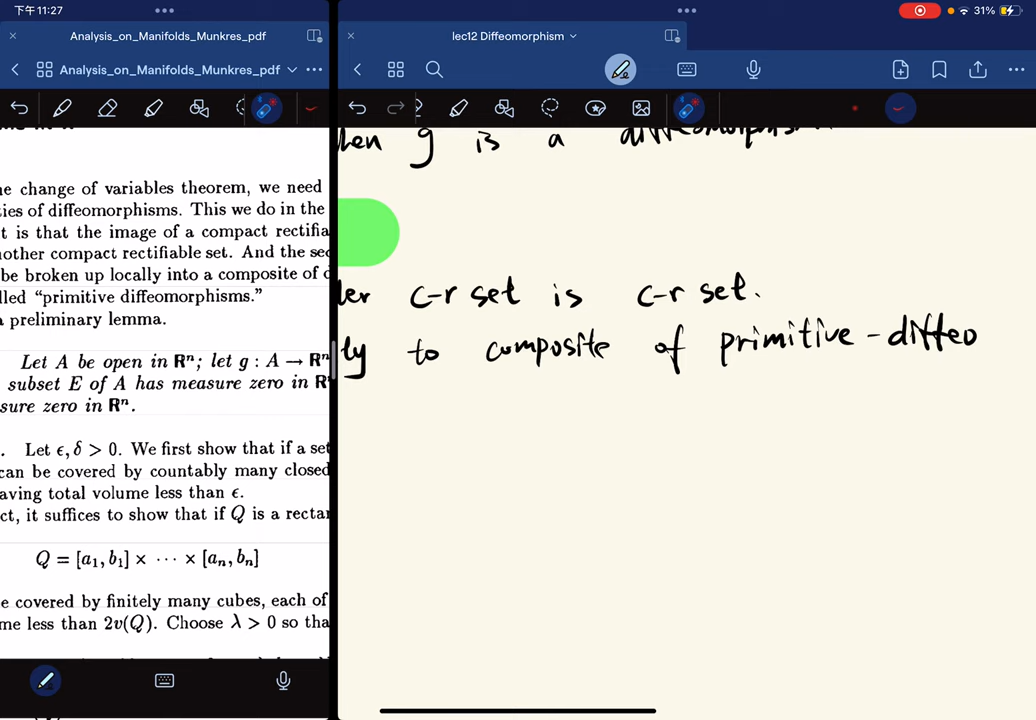 下午11:27
31%
Analysis_on_Manifolds_Munkres_pdf
lec12 Diffeomorphism
Analysis_on_Manifolds_Munkres_pdf
he change of variables theorem, we need
ties of diffeomorphisms. This we do in the
t is that the image of a compact rectifia
nother compact rectifiable set. And the sec
be broken up locally into a composite of d
lled “primitive diffeomorphisms.”
a preliminary lemma.
Let A be open in Rⁿ; let g : A → Rⁿ
subset E of A has measure zero in R
sure zero in Rⁿ.
. Let ϵ, δ > 0. We first show that if a set
can be covered by countably many closed
aving total volume less than ϵ.
ct, it suffices to show that if Q is a rectan
Q = [a₁, b₁] × ··· × [aₙ, bₙ]
e covered by finitely many cubes, each of
me less than 2v(Q). Choose λ > 0 so tha
hen g is a diffeomorphism
der c-r set is c-r set.
ly to composite of primitive-diffeo